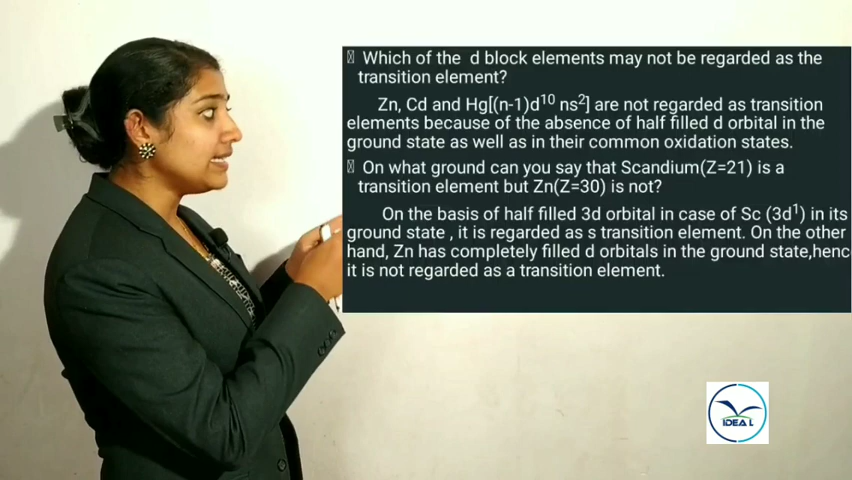 Which of the d block elements may not be regarded as the
transition element?
Zn, Cd and Hg[(n-1)d¹⁰ ns²] are not regarded as transition
elements because of the absence of half filled d orbital in the
ground state as well as in their common oxidation states.
On what ground can you say that Scandium(Z=21) is a
transition element but Zn(Z=30) is not?
On the basis of half filled 3d orbital in case of Sc (3d¹) in its
ground state , it is regarded as s transition element. On the other
hand, Zn has completely filled d orbitals in the ground state,henc
it is not regarded as a transition element.
IDEAL